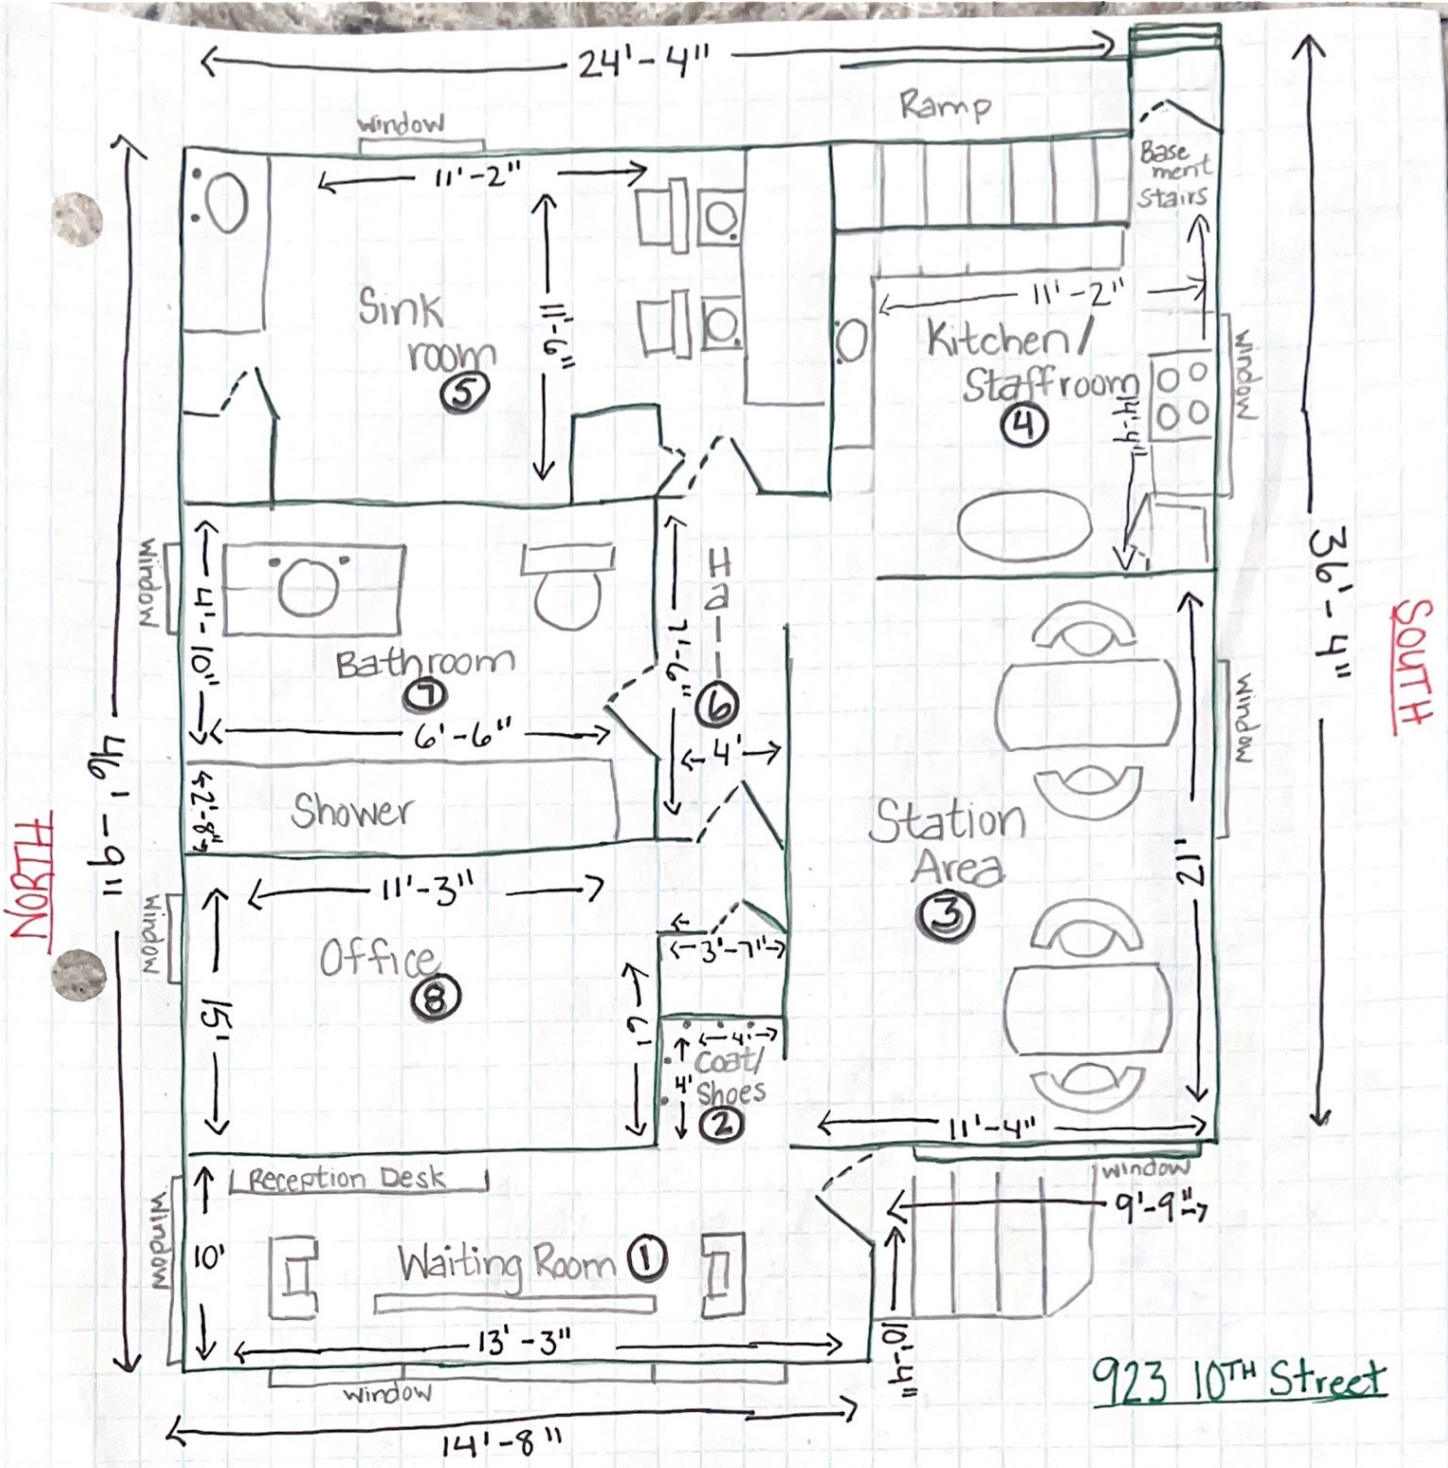 24'-4"
Ramp
window
Base
ment
Stairs
11'-2"
11'-6"
Sink
room
5
11'-2"
Kitchen/
Staffroom
4
14'-4"
window
36'-4"
SOUTH
window
4'-10"
Bathroom
7
6'-6"
Hall
7'-6"
6
4'
window
2'-8"
Shower
Station
Area
3
21'
46'-9"
NORTH
11'-3"
window
Office
8
15'
3'-7"
6'
4'
Coat/
4'
Shoes
2
11'-4"
window
9'-9"
Reception Desk
window
10'
Waiting Room 1
13'-3"
10'-4"
window
14'-8"
923 10TH Street